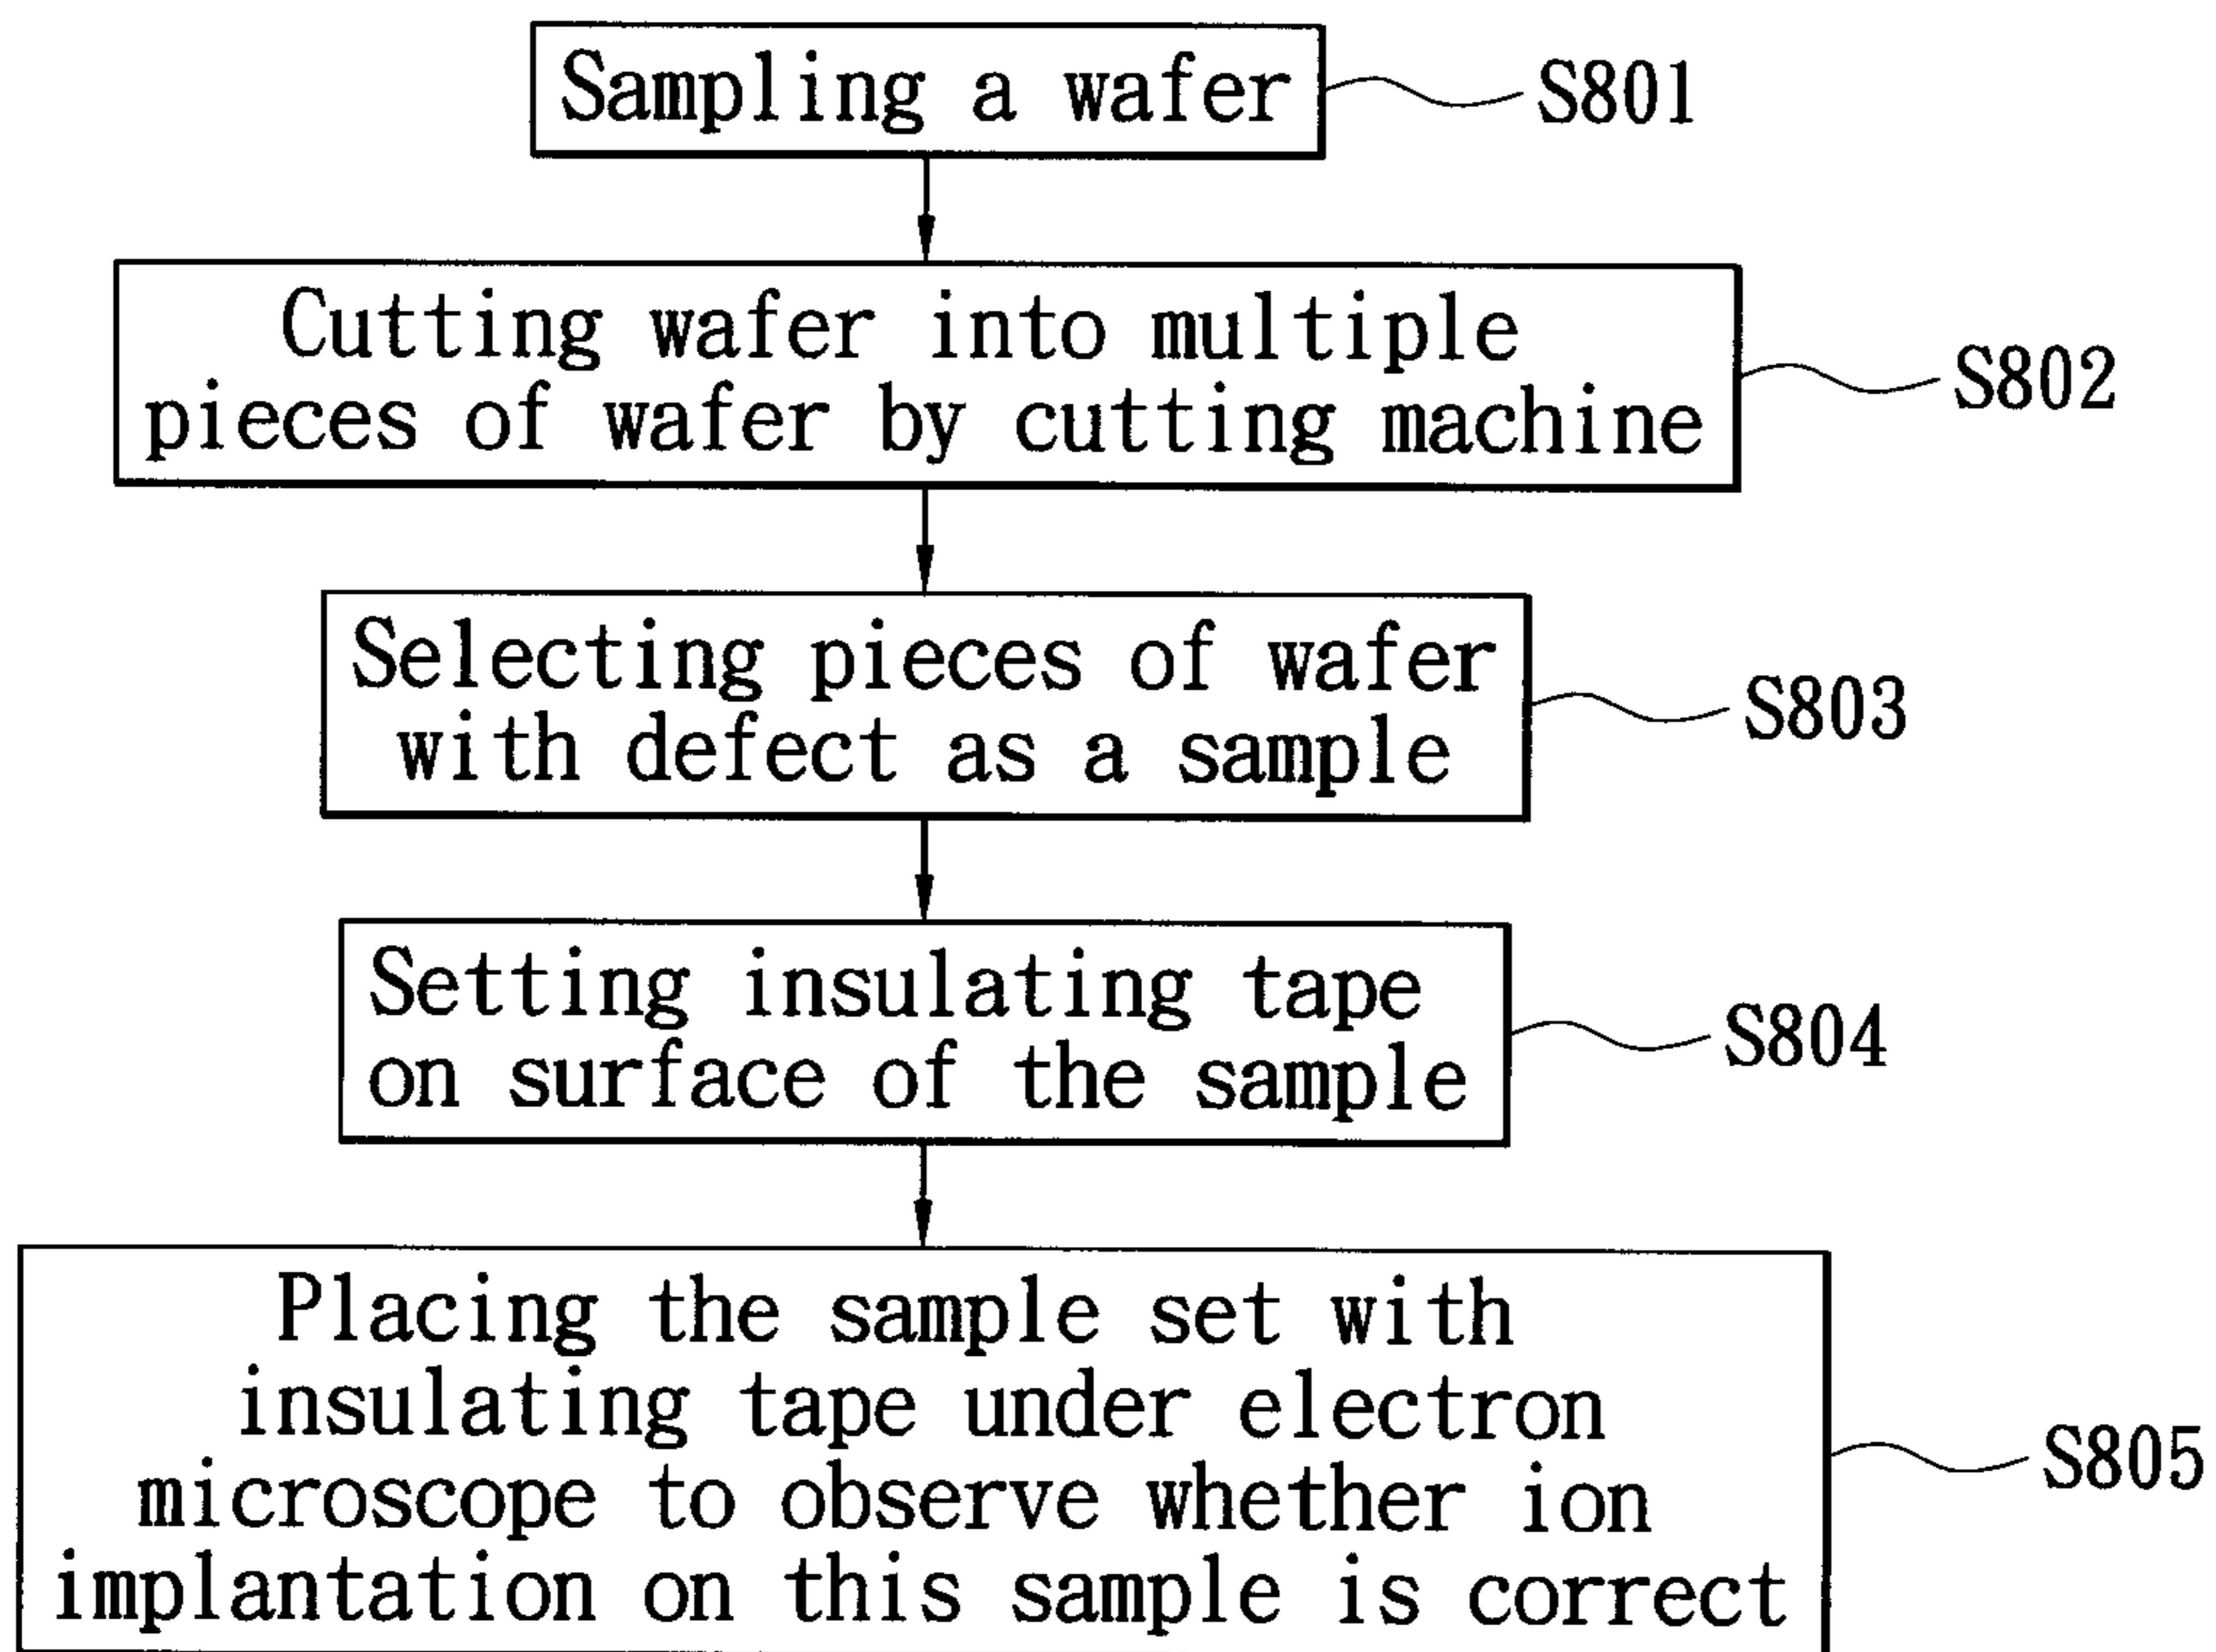 Sampling a wafer
S801
Cutting wafer into multiple
pieces of wafer by cutting machine
S802
Selecting pieces of wafer
with defect as a sample
S803
Setting insulating tape
on surface of the sample
S804
Placing the sample set with
insulating tape under electron
microscope to observe whether ion
implantation on this sample is correct
S805